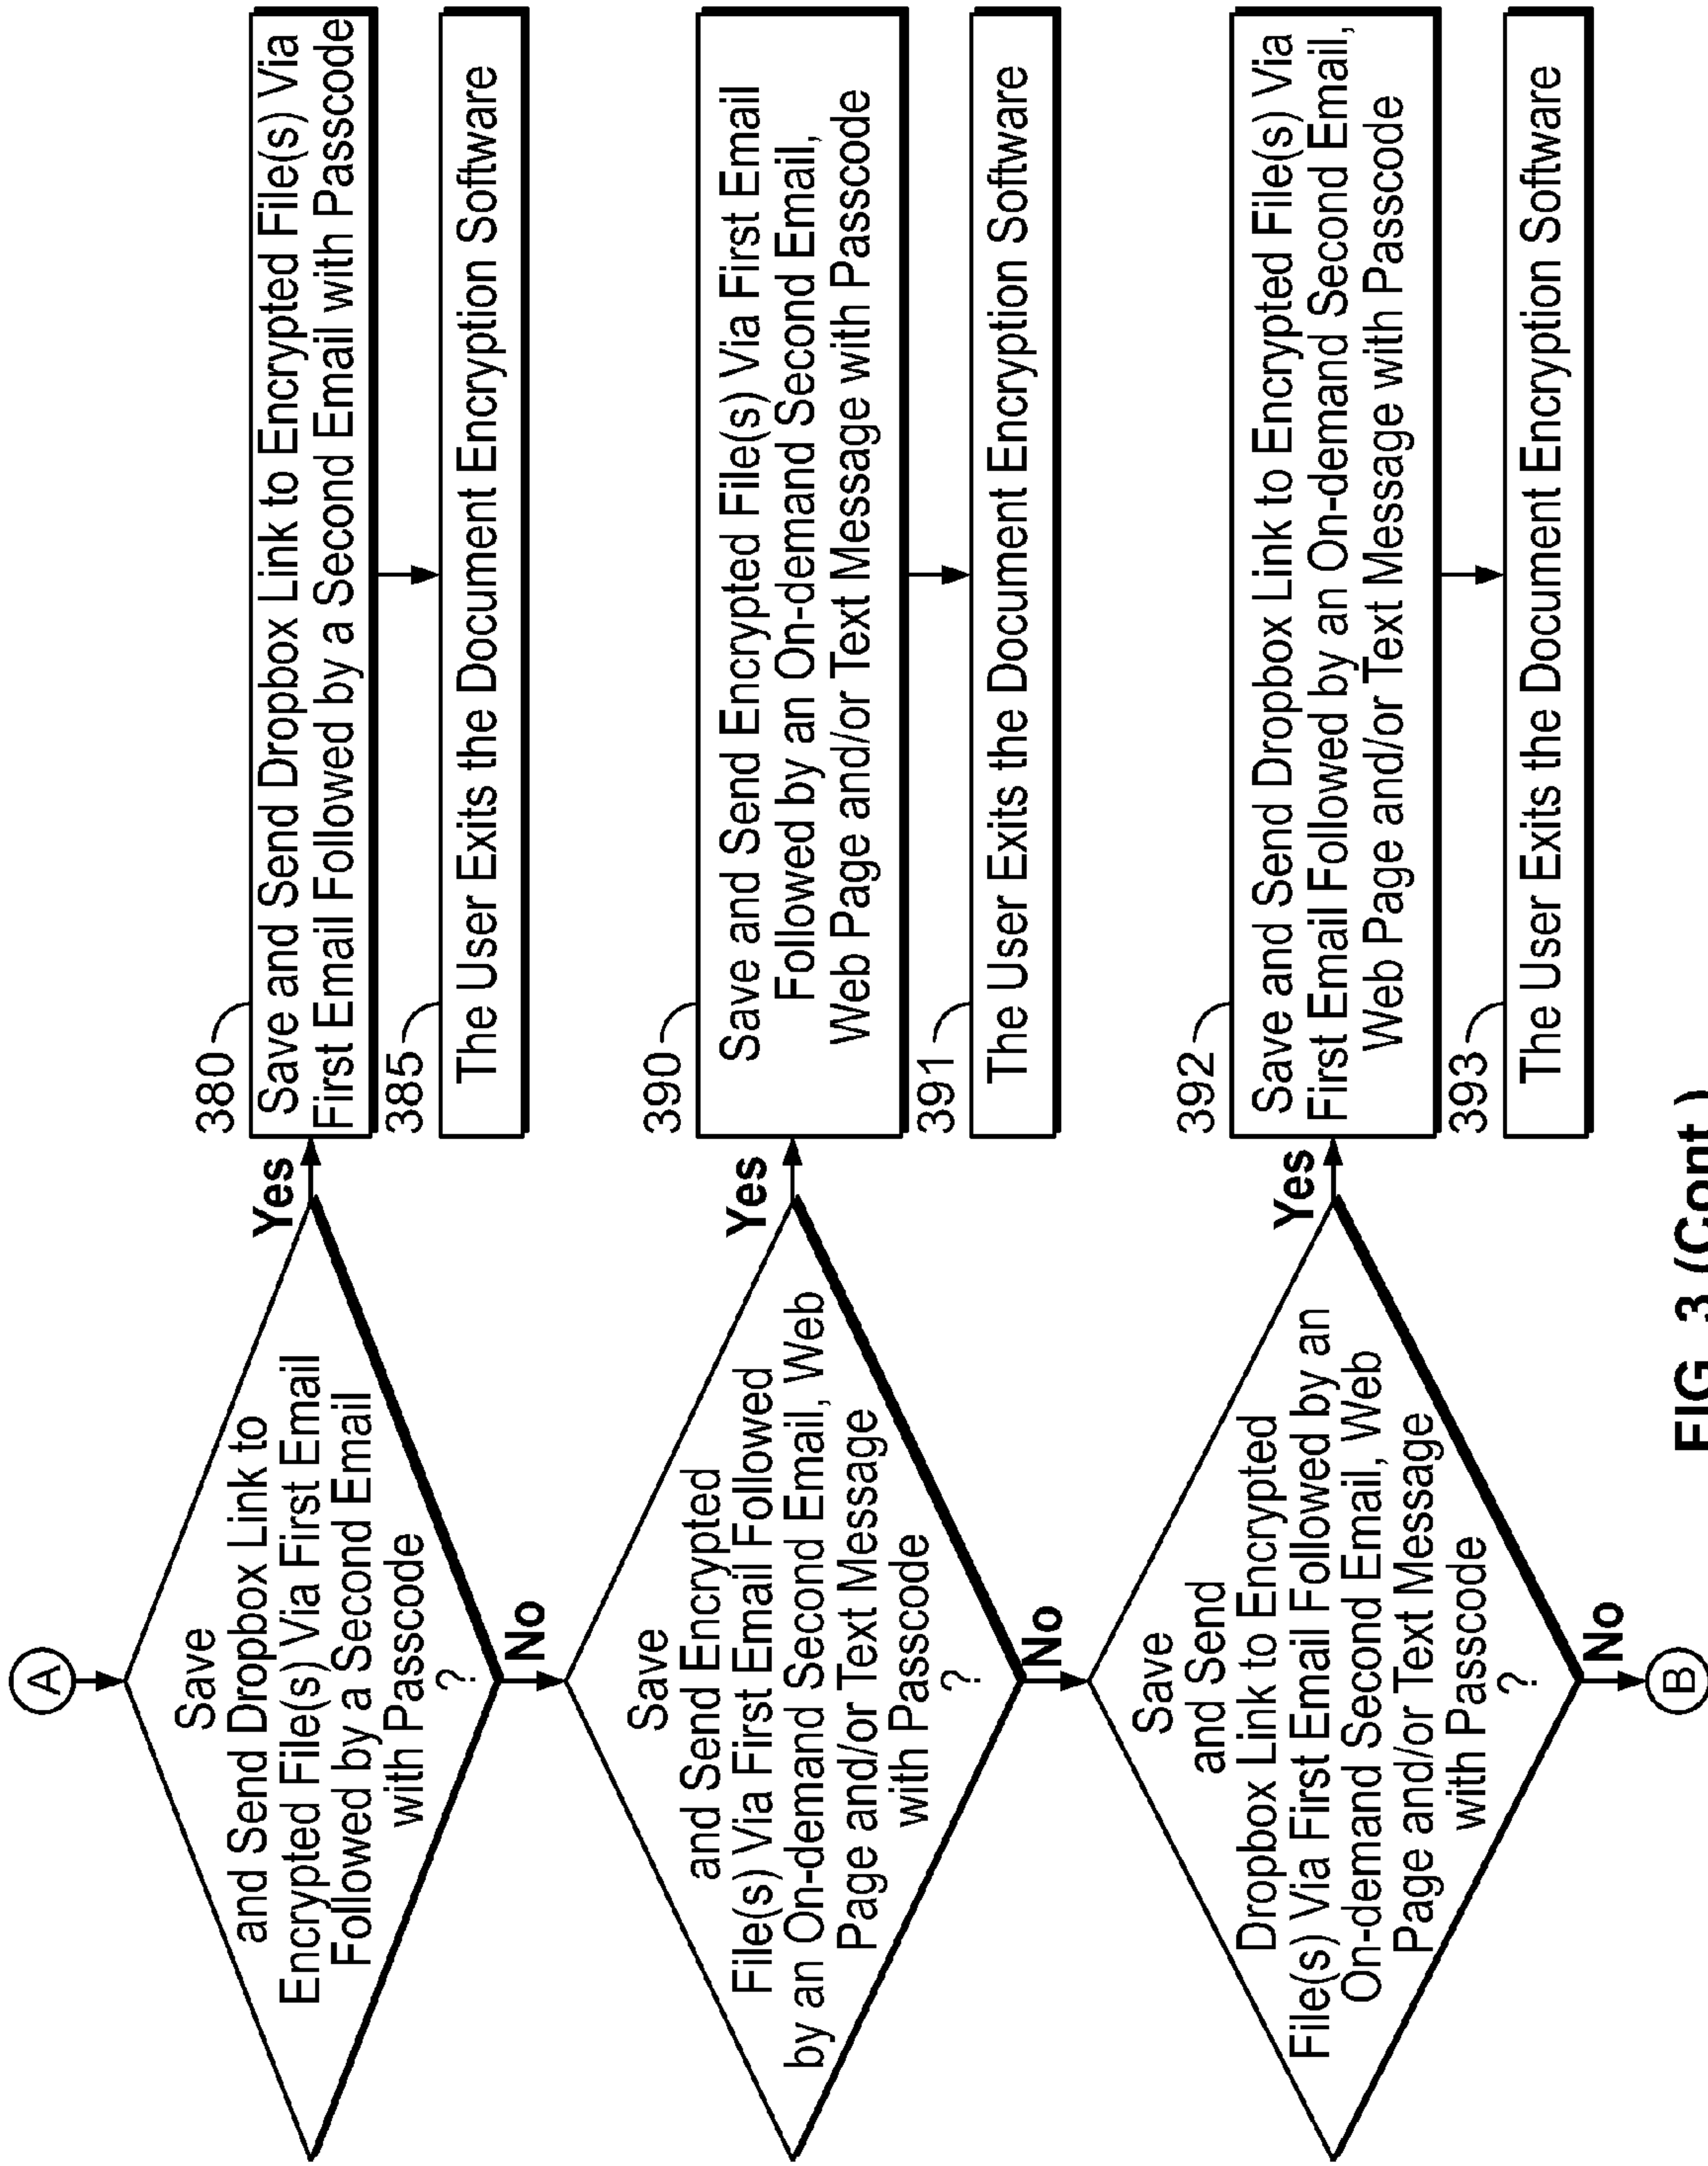 A
Save
and Send Dropbox Link to
Encrypted File(s) Via First Email
Followed by a Second Email
with Passcode
?
Yes
380
Save and Send Dropbox Link to Encrypted File(s) Via
First Email Followed by a Second Email with Passcode
385
The User Exits the Document Encryption Software
No
Save
and Send Encrypted
File(s) Via First Email Followed
by an On-demand Second Email, Web
Page and/or Text Message
with Passcode
?
Yes
390
Save and Send Encrypted File(s) Via First Email
Followed by an On-demand Second Email,
Web Page and/or Text Message with Passcode
391
The User Exits the Document Encryption Software
No
Save
and Send
Dropbox Link to Encrypted
File(s) Via First Email Followed by an
On-demand Second Email, Web
Page and/or Text Message
with Passcode
?
Yes
392
Save and Send Dropbox Link to Encrypted File(s) Via
First Email Followed by an On-demand Second Email,
Web Page and/or Text Message with Passcode
393
The User Exits the Document Encryption Software
No
B
FIG. 3 (Cont.)